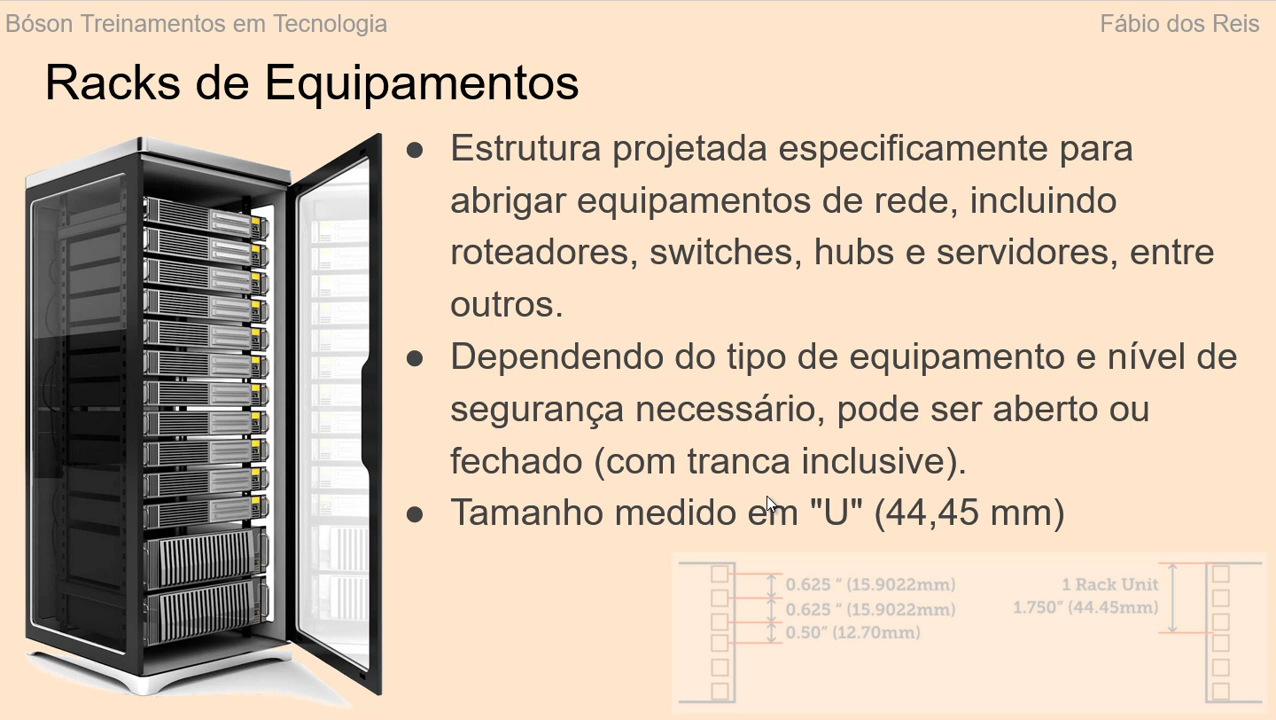 Bóson Treinamentos em Tecnologia
Fábio dos Reis
Racks de Equipamentos
● Estrutura projetada especificamente para
abrigar equipamentos de rede, incluindo
roteadores, switches, hubs e servidores, entre
outros.
● Dependendo do tipo de equipamento e nível de
segurança necessário, pode ser aberto ou
fechado (com tranca inclusive).
● Tamanho medido em "U" (44,45 mm)
0.625 " (15.9022mm)
0.625 " (15.9022mm)
0.50" (12.70mm)
1 Rack Unit
1.750" (44.45mm)